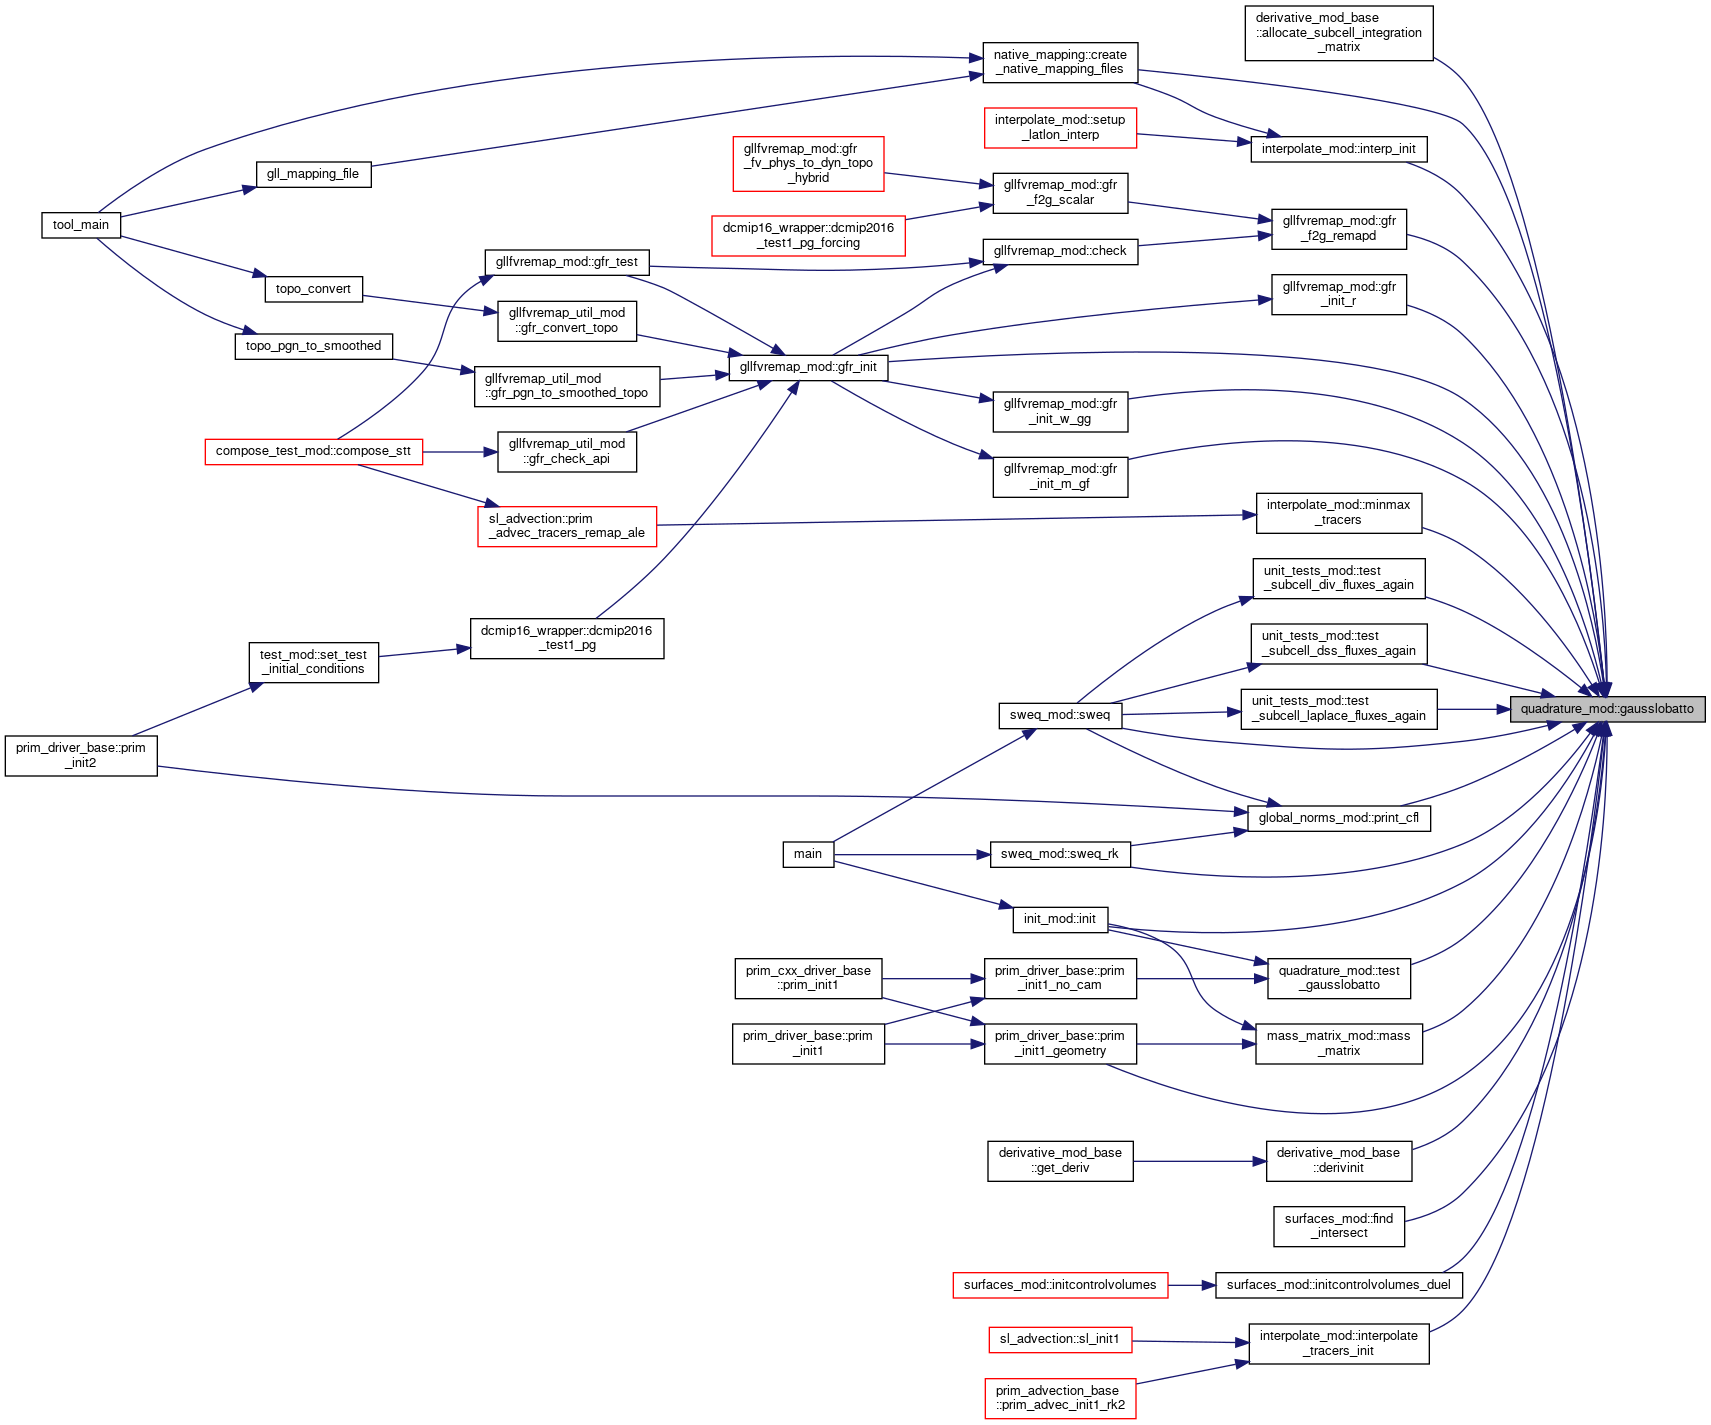 derivative_mod_base
::allocate_subcell_integration
_matrix
native_mapping::create
_native_mapping_files
interpolate_mod::setup
_latlon_interp
interpolate_mod::interp_init
gllfvremap_mod::gfr
_fv_phys_to_dyn_topo
_hybrid
gll_mapping_file
gllfvremap_mod::gfr
_f2g_scalar
tool_main
dcmip16_wrapper::dcmip2016
_test1_pg_forcing
gllfvremap_mod::gfr
_f2g_remapd
gllfvremap_mod::check
gllfvremap_mod::gfr_test
topo_convert
gllfvremap_mod::gfr
_init_r
gllfvremap_util_mod
::gfr_convert_topo
topo_pgn_to_smoothed
gllfvremap_mod::gfr_init
gllfvremap_util_mod
::gfr_pgn_to_smoothed_topo
gllfvremap_mod::gfr
_init_w_gg
compose_test_mod::compose_stt
gllfvremap_util_mod
::gfr_check_api
gllfvremap_mod::gfr
_init_m_gf
sl_advection::prim
_advec_tracers_remap_ale
interpolate_mod::minmax
_tracers
unit_tests_mod::test
_subcell_div_fluxes_again
dcmip16_wrapper::dcmip2016
_test1_pg
test_mod::set_test
_initial_conditions
unit_tests_mod::test
_subcell_dss_fluxes_again
sweq_mod::sweq
unit_tests_mod::test
_subcell_laplace_fluxes_again
quadrature_mod::gausslobatto
prim_driver_base::prim
_init2
global_norms_mod::print_cfl
main
sweq_mod::sweq_rk
init_mod::init
prim_cxx_driver_base
::prim_init1
prim_driver_base::prim
_init1_no_cam
quadrature_mod::test
_gausslobatto
prim_driver_base::prim
_init1
prim_driver_base::prim
_init1_geometry
mass_matrix_mod::mass
_matrix
derivative_mod_base
::get_deriv
derivative_mod_base
::derivinit
surfaces_mod::find
_intersect
surfaces_mod::initcontrolvolumes
surfaces_mod::initcontrolvolumes_duel
sl_advection::sl_init1
interpolate_mod::interpolate
_tracers_init
prim_advection_base
::prim_advec_init1_rk2